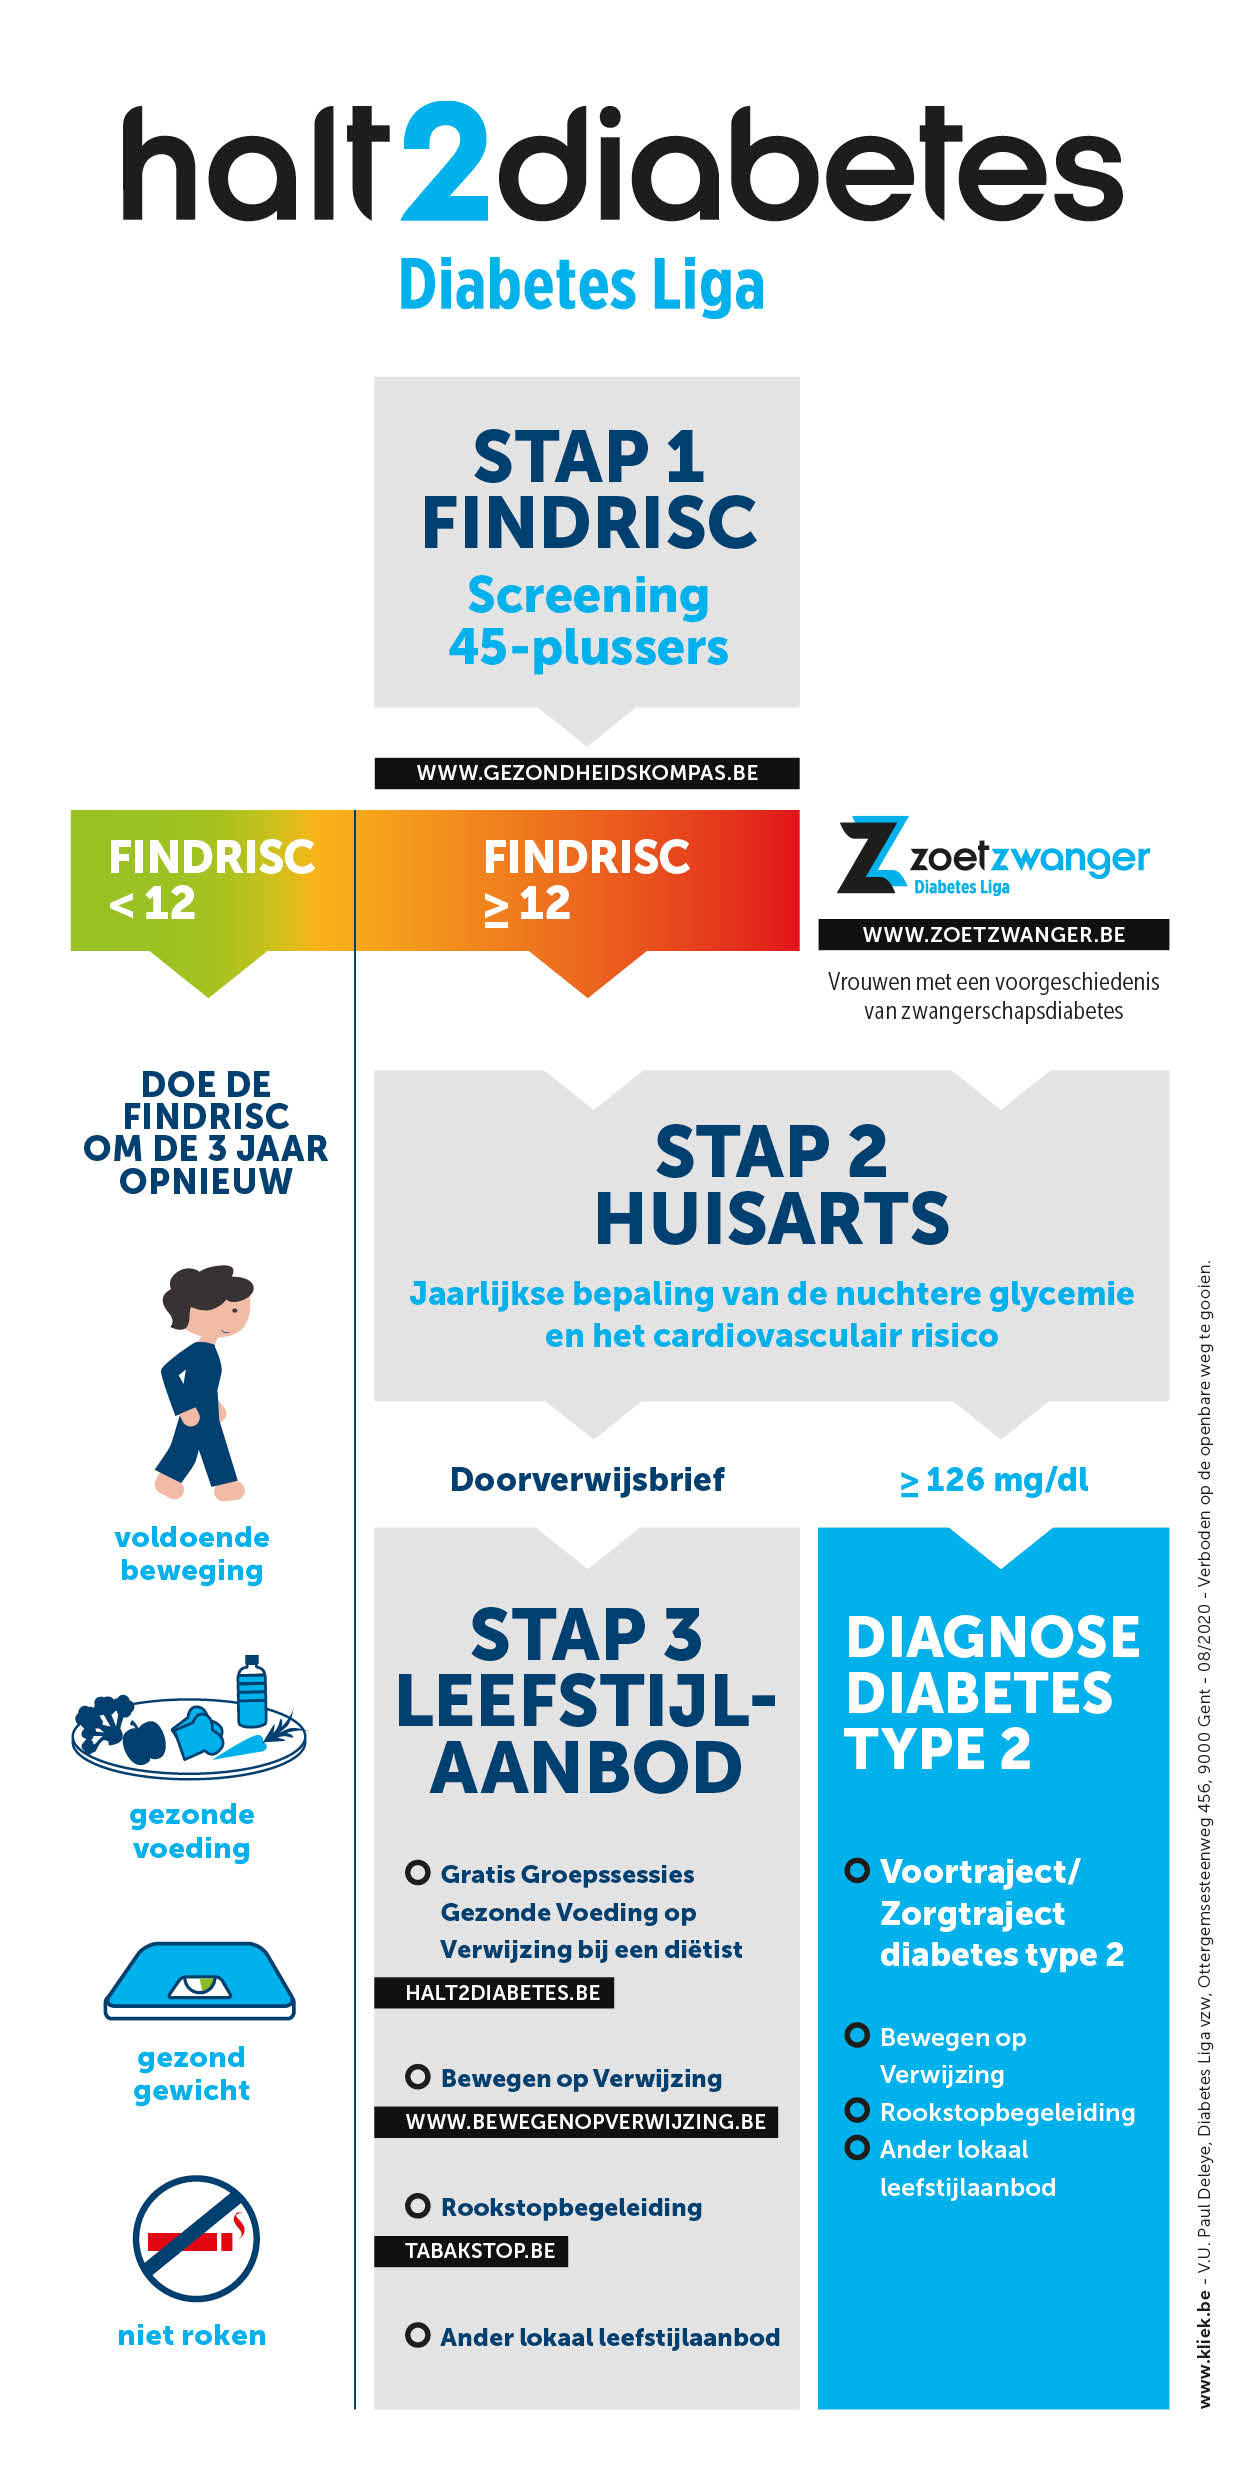 halt2diabetes
Diabetes Liga
STAP 1
FINDRISC
Screening
45-plussers
WWW.GEZONDHEIDSKOMPAS.BE
FINDRISC
< 12
FINDRISC
≥ 12
zoetzwanger
Diabetes Liga
WWW.ZOETZWANGER.BE
Vrouwen met een voorgeschiedenis
van zwangerschapsdiabetes
DOE DE
FINDRISC
OM DE 3 JAAR
OPNIEUW
voldoende
beweging
gezonde
voeding
gezond
gewicht
niet roken
STAP 2
HUISARTS
Jaarlijkse bepaling van de nuchtere glycemie
en het cardiovasculair risico
Doorverwijsbrief
≥ 126 mg/dl
STAP 3
LEEFSTIJL-
AANBOD
Gratis Groepssessies
Gezonde Voeding op
Verwijzing bij een diëtist
HALT2DIABETES.BE
Bewegen op Verwijzing
WWW.BEWEGENOPVERWIJZING.BE
Rookstopbegeleiding
TABAKSTOP.BE
Ander lokaal leefstijlaanbod
DIAGNOSE
DIABETES
TYPE 2
Voortraject/
Zorgtraject
diabetes type 2
Bewegen op
Verwijzing
Rookstopbegeleiding
Ander lokaal
leefstijlaanbod
www.kliek.be - V.U. Paul Deleye, Diabetes Liga vzw, Ottergemsesteenweg 456, 9000 Gent - 08/2020 - Verboden op de openbare weg te gooien.